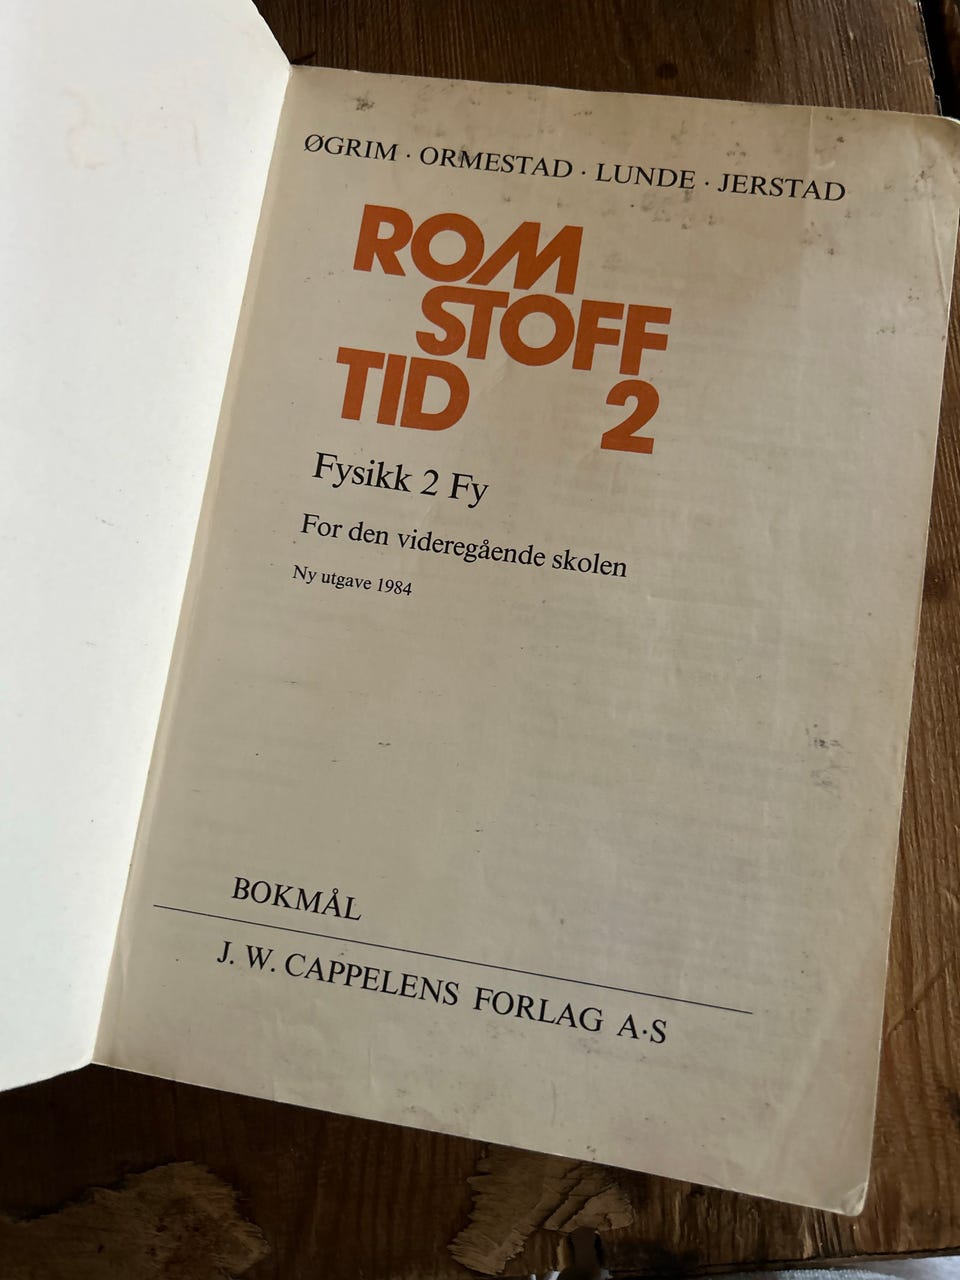 ØGRIM · ORMESTAD · LUNDE · JERSTAD
ROM
STOFF
TID 2
Fysikk 2 Fy
For den videregående skolen
Ny utgave 1984
BOKMÅL
J. W. CAPPELENS FORLAG A·S